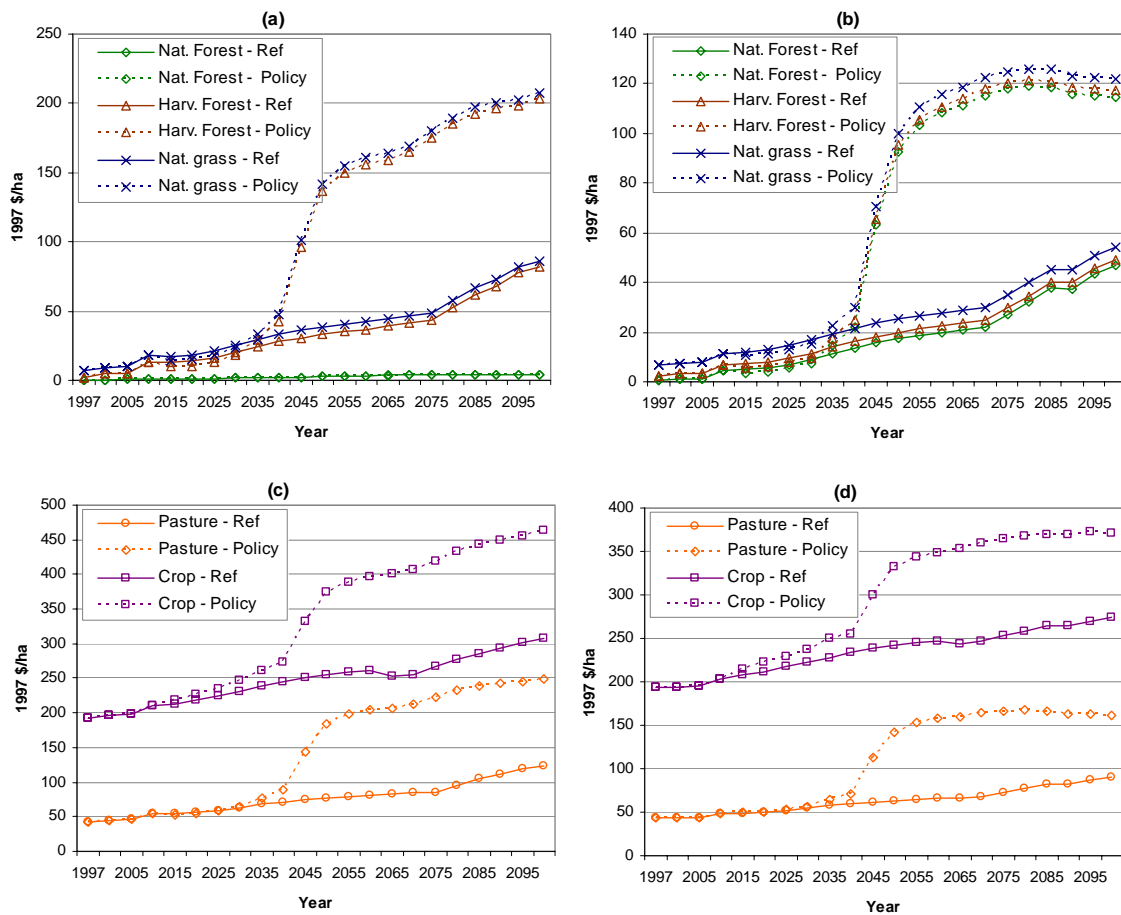 (a)
250
200
150
100
50
0
1997 $/ha
Nat. Forest - Ref
Nat. Forest - Policy
Harv. Forest - Ref
Harv. Forest - Policy
Nat. grass - Ref
Nat. grass - Policy
1997 2005 2015 2025 2035 2045 2055 2065 2075 2085 2095
Year
(b)
140
120
100
80
60
40
20
0
1997 $/ha
Nat. Forest - Ref
Nat. Forest - Policy
Harv. Forest - Ref
Harv. Forest - Policy
Nat. grass - Ref
Nat. grass - Policy
1997 2005 2015 2025 2035 2045 2055 2065 2075 2085 2095
Year
(c)
500
450
400
350
300
250
200
150
100
50
0
1997 $/ha
Pasture - Ref
Pasture - Policy
Crop - Ref
Crop - Policy
1997 2005 2015 2025 2035 2045 2055 2065 2075 2085 2095
Year
(d)
400
350
300
250
200
150
100
50
0
1997 $/ha
Pasture - Ref
Pasture - Policy
Crop - Ref
Crop - Policy
1997 2005 2015 2025 2035 2045 2055 2065 2075 2085 2095
Year